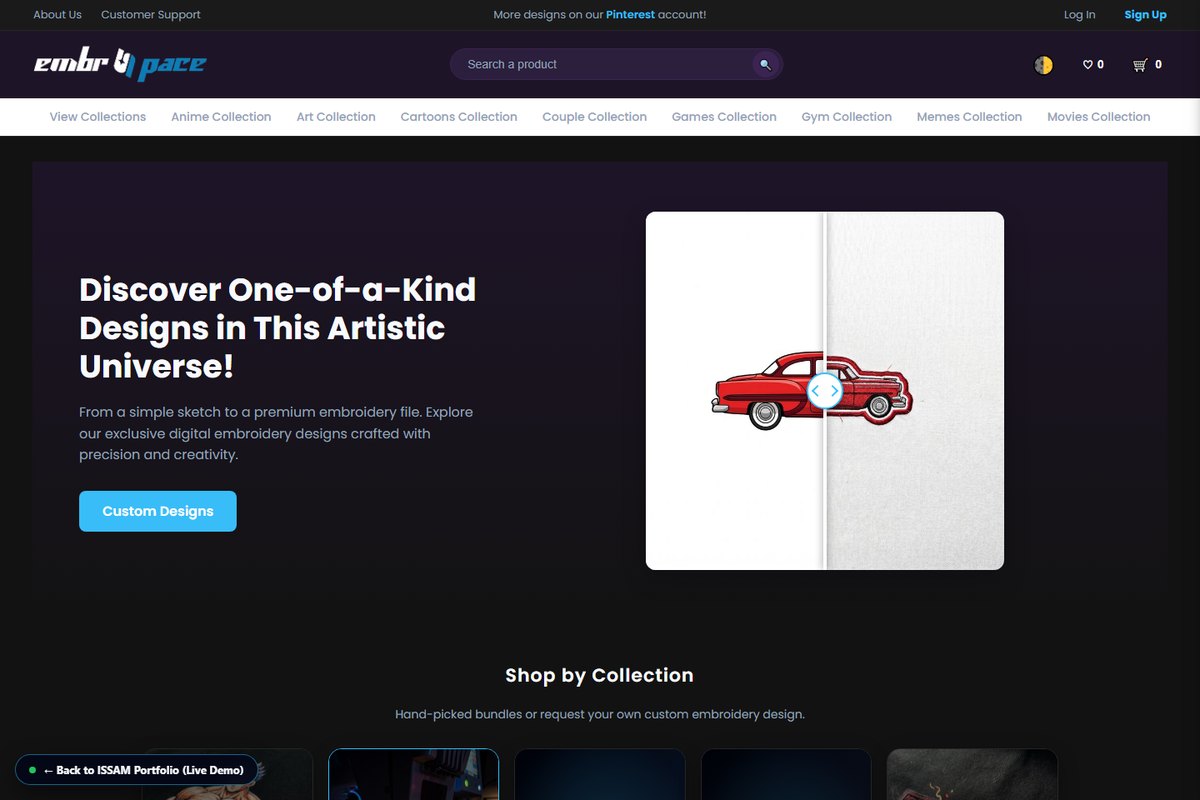 About Us Customer Support More designs on our Pinterest account! Log In Sign Up
embr pace Search a product 0 0
View Collections Anime Collection Art Collection Cartoons Collection Couple Collection Games Collection Gym Collection Memes Collection Movies Collection
Discover One-of-a-Kind
Designs in This Artistic
Universe!
From a simple sketch to a premium embroidery file. Explore
our exclusive digital embroidery designs crafted with
precision and creativity.
Custom Designs
Shop by Collection
Hand-picked bundles or request your own custom embroidery design.
← Back to ISSAM Portfolio (Live Demo)